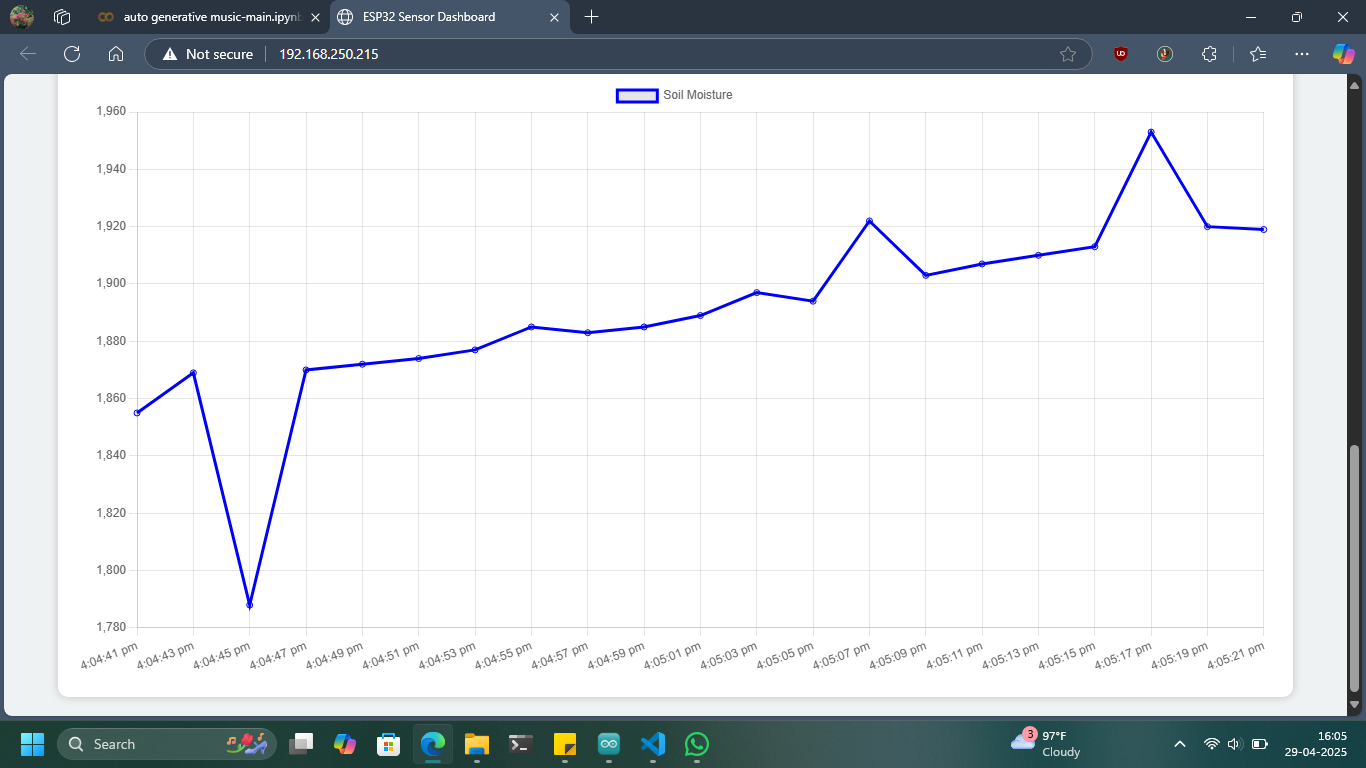 auto generative music-main.ipynb
ESP32 Sensor Dashboard
Not secure
192.168.250.215
UD
Soil Moisture
1,960
1,940
1,920
1,900
1,880
1,860
1,840
1,820
1,800
1,780
4:04:41 pm
4:04:43 pm
4:04:45 pm
4:04:47 pm
4:04:49 pm
4:04:51 pm
4:04:53 pm
4:04:55 pm
4:04:57 pm
4:04:59 pm
4:05:01 pm
4:05:03 pm
4:05:05 pm
4:05:07 pm
4:05:09 pm
4:05:11 pm
4:05:13 pm
4:05:15 pm
4:05:17 pm
4:05:19 pm
4:05:21 pm
Search
3
97°F
Cloudy
16:05
29-04-2025